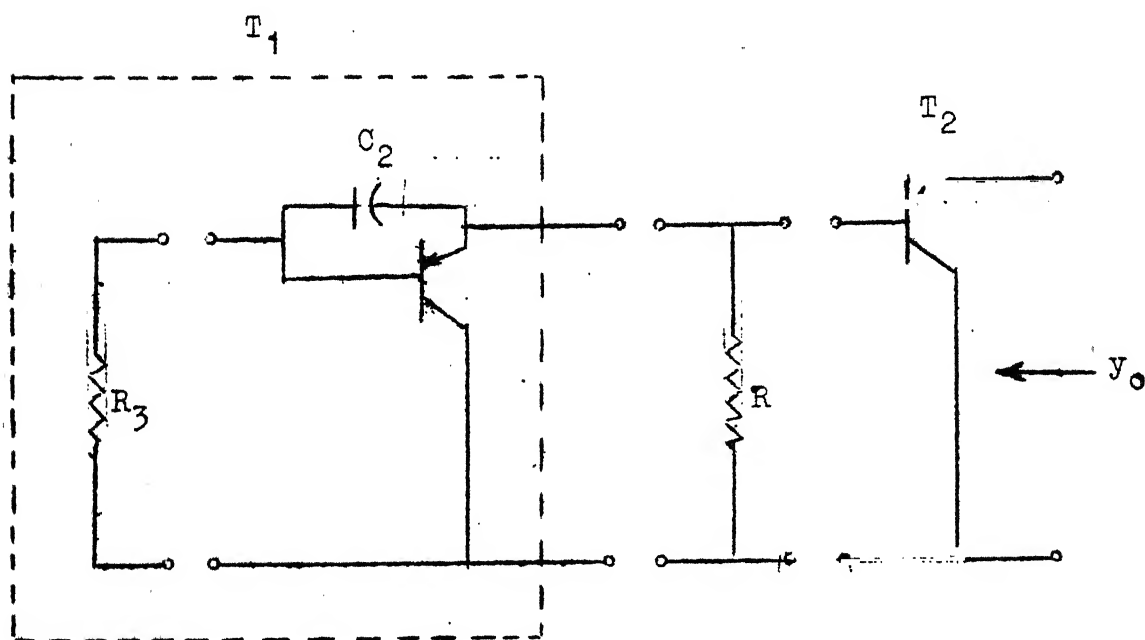 T₁
T₂
C₂
R₃
R
y₀